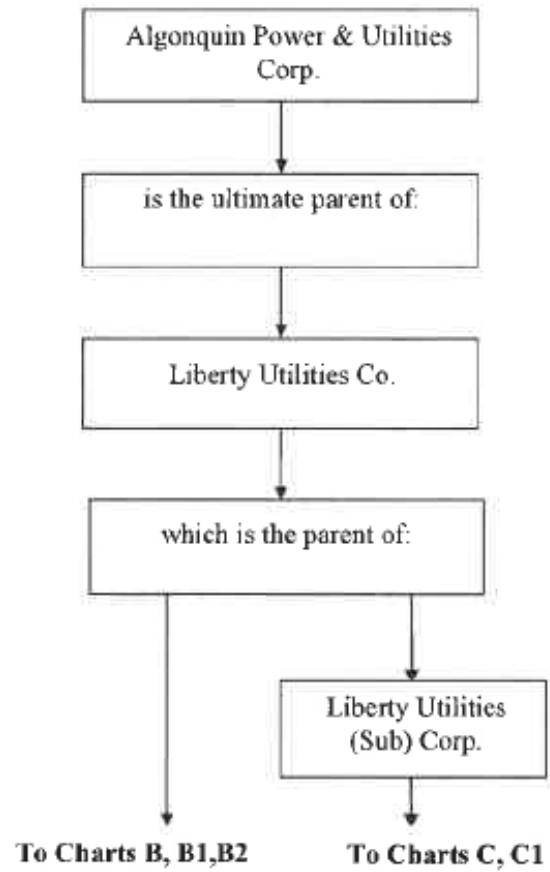 Algonquin Power & Utilities
Corp.
is the ultimate parent of:
Liberty Utilities Co.
which is the parent of:
Liberty Utilities
(Sub) Corp.
To Charts B, B1,B2
To Charts C, C1